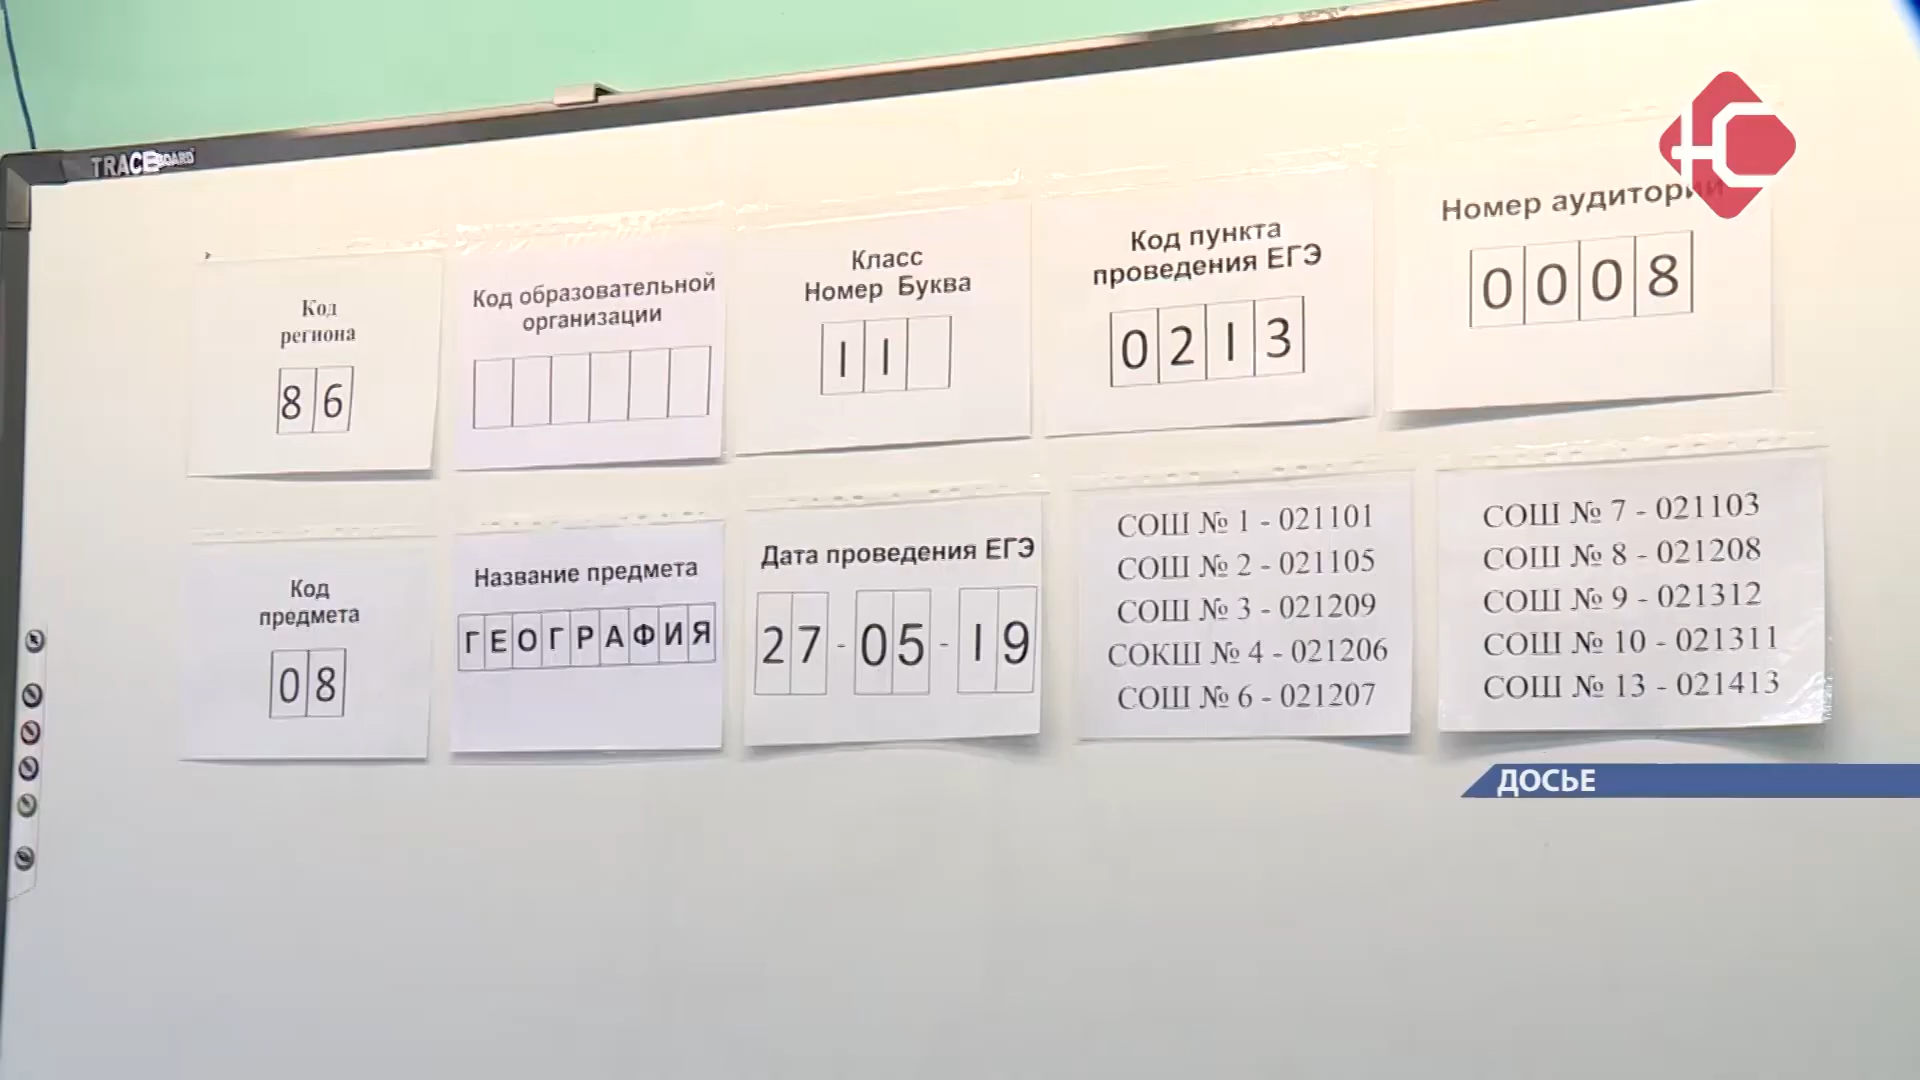 TRACEBOARD
Код
региона
86
Код образовательной
организации
Класс
Номер Буква
11
Код пункта
проведения ЕГЭ
0213
Номер аудитории
0008
Код
предмета
08
Название предмета
ГЕОГРАФИЯ
Дата проведения ЕГЭ
27-05-19
СОШ № 1 - 021101
СОШ № 2 - 021105
СОШ № 3 - 021209
СОКШ № 4 - 021206
СОШ № 6 - 021207
СОШ № 7 - 021103
СОШ № 8 - 021208
СОШ № 9 - 021312
СОШ № 10 - 021311
СОШ № 13 - 021413
ДОСЬЕ